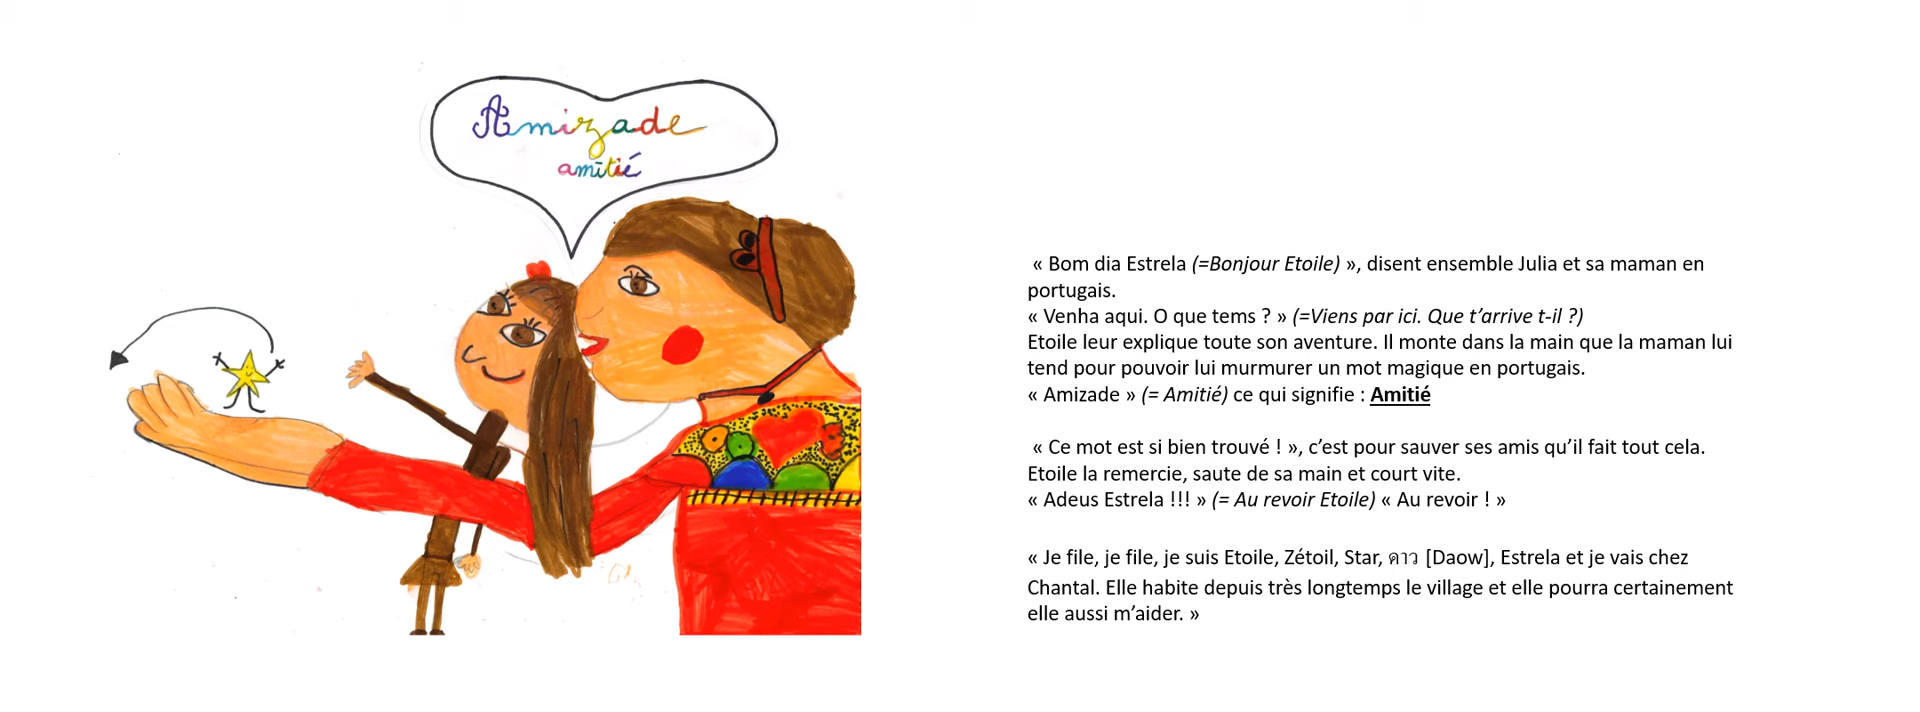 Amizade
amitié
« Bom dia Estrela (=Bonjour Etoile) », disent ensemble Julia et sa maman en
portugais.
« Venha aqui. O que tems ? » (=Viens par ici. Que t’arrive t-il ?)
Etoile leur explique toute son aventure. Il monte dans la main que la maman lui
tend pour pouvoir lui murmurer un mot magique en portugais.
« Amizade » (= Amitié) ce qui signifie : Amitié
« Ce mot est si bien trouvé ! », c’est pour sauver ses amis qu’il fait tout cela.
Etoile la remercie, saute de sa main et court vite.
« Adeus Estrela !!! » (= Au revoir Etoile) « Au revoir ! »
« Je file, je file, je suis Etoile, Zétoil, Star, ดาว [Daow], Estrela et je vais chez
Chantal. Elle habite depuis très longtemps le village et elle pourra certainement
elle aussi m’aider. »